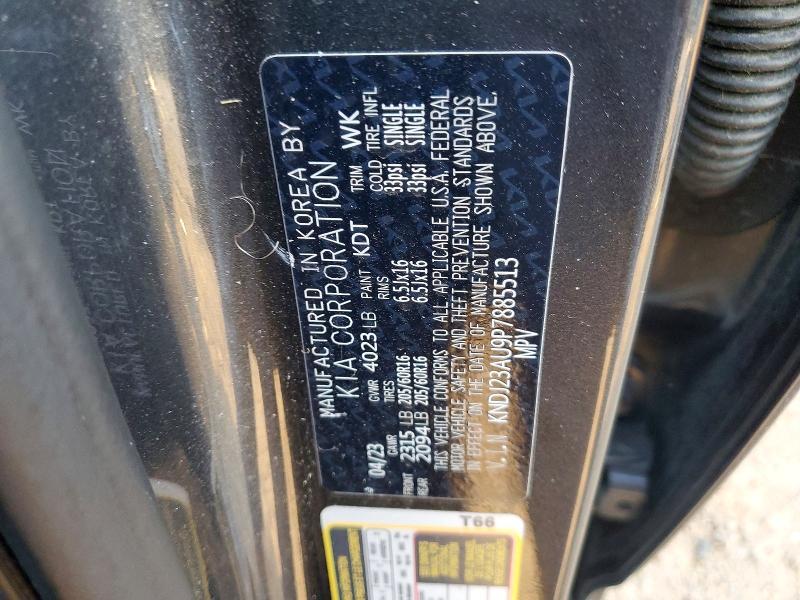 MANUFACTURED IN KOREA BY
KIA CORPORATION
04/23 GVWR 4023 LB PAINT KDT TRIM WK
GAWR TIRES RIMS COLD TIRE INFL
FRONT 2315 LB 205/60R16 6.5Jx16 33psi SINGLE
REAR 2094 LB 205/60R16 6.5Jx16 33psi SINGLE
THIS VEHICLE CONFORMS TO ALL APPLICABLE U.S.A. FEDERAL
MOTOR VEHICLE SAFETY AND THEFT PREVENTION STANDARDS
IN EFFECT ON THE DATE OF MANUFACTURE SHOWN ABOVE.
V.I.N KNDJ23AU9P7885513
MPV
T66